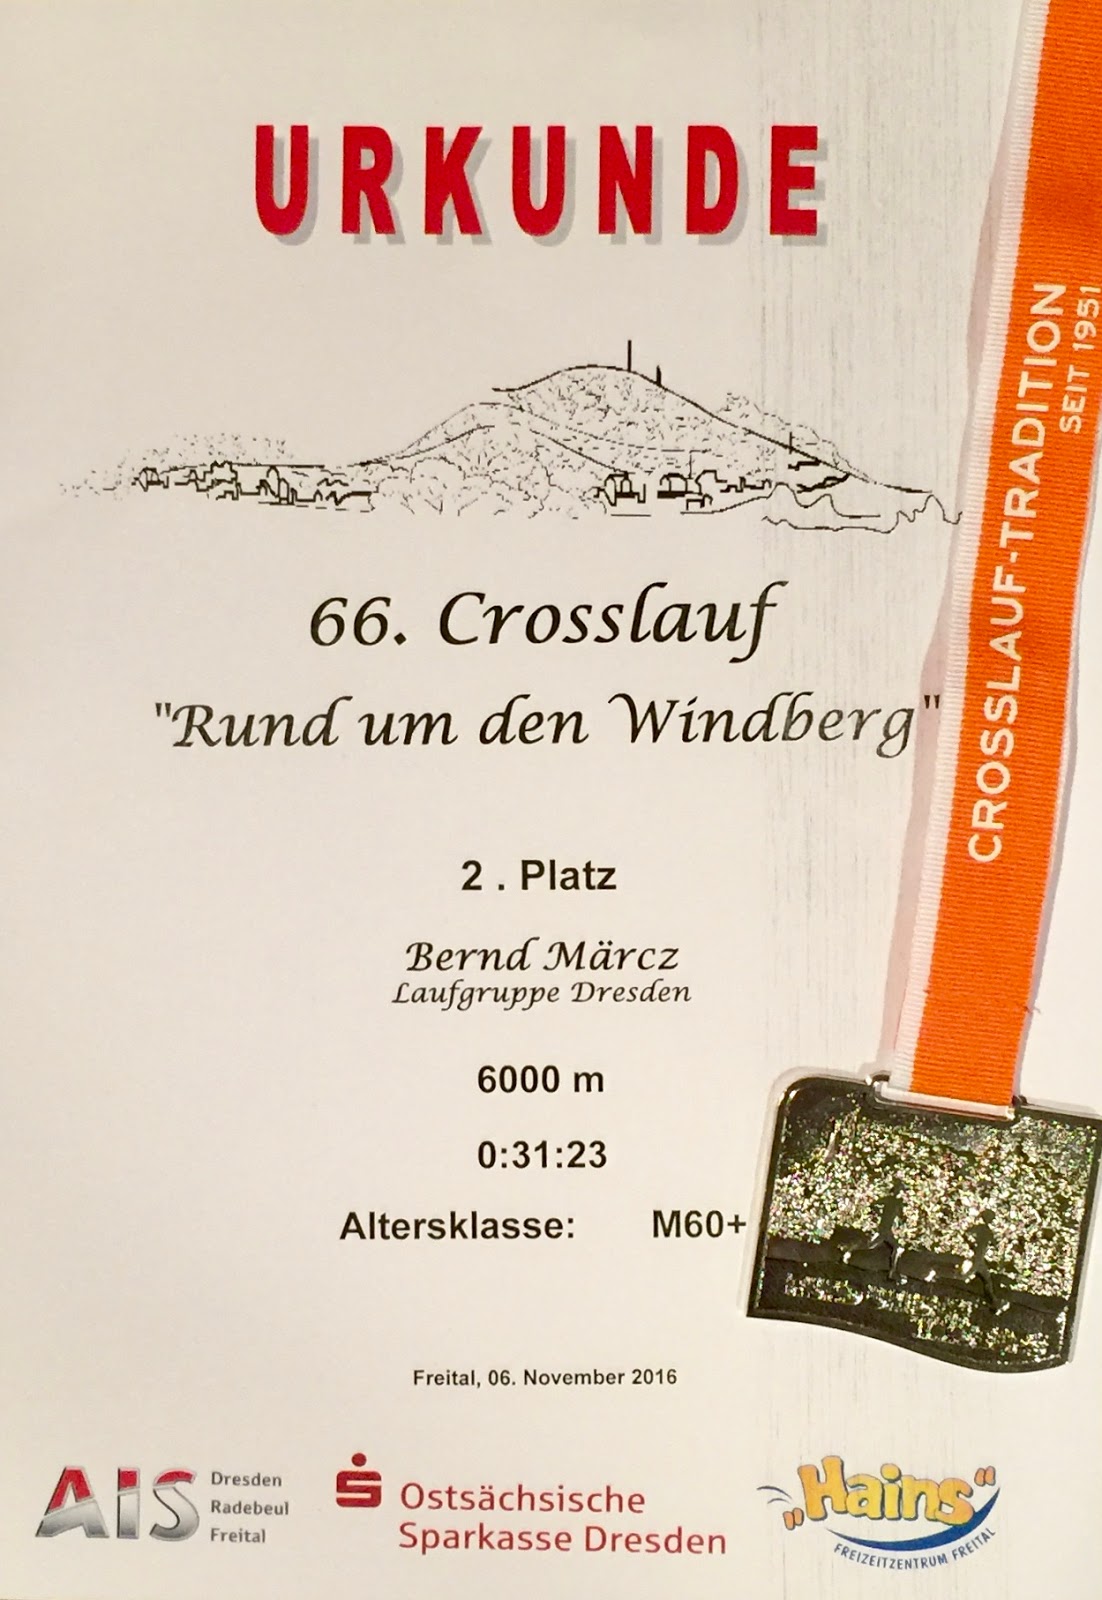 URKUNDE
66. Crosslauf
"Rund um den Windberg"
2 . Platz
Bernd Märcz
Laufgruppe Dresden
6000 m
0:31:23
Altersklasse: M60+
Freital, 06. November 2016
AIS
Dresden
Radebeul
Freital
Ostsächsische
Sparkasse Dresden
„Hains“
FREIZEITZENTRUM FREITAL
CROSSLAUF-TRADITION
SEIT 1951